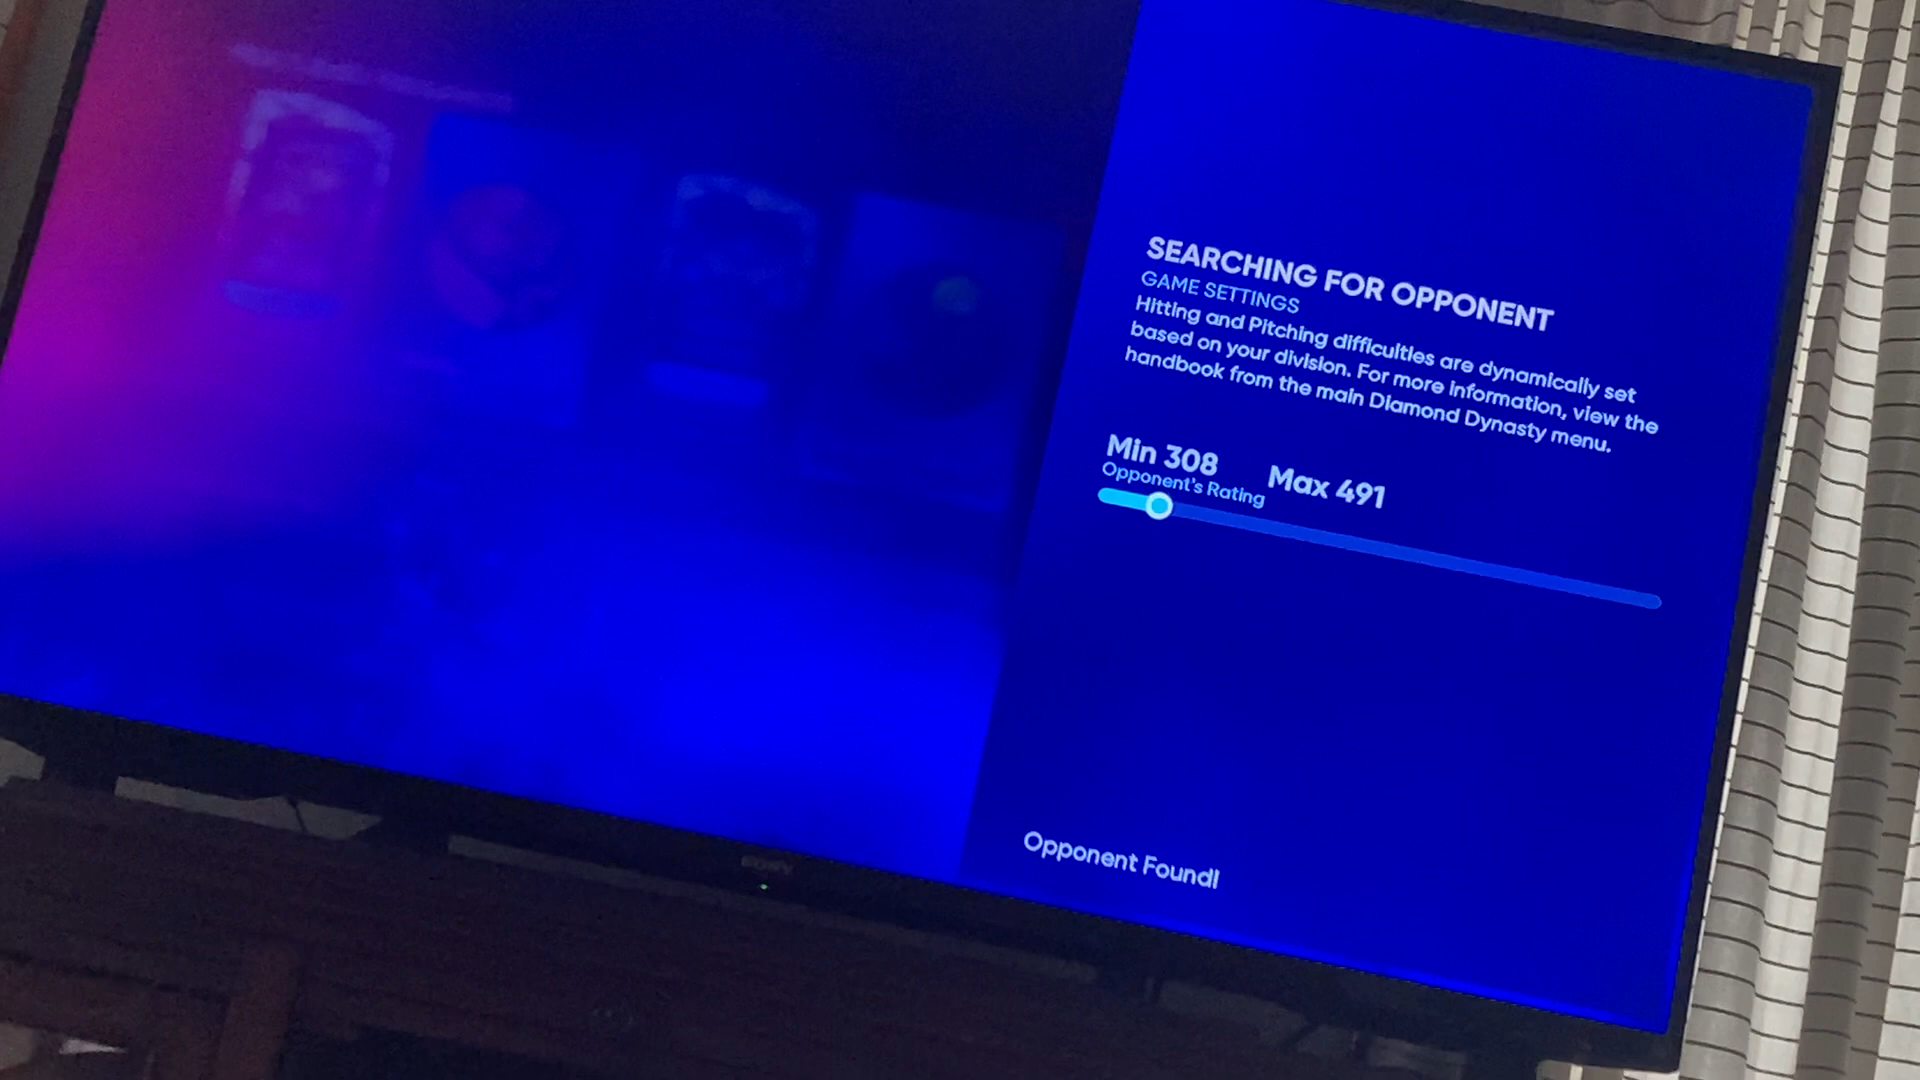 SEARCHING FOR OPPONENT
GAME SETTINGS
Hitting and Pitching difficulties are dynamically set
based on your division. For more information, view the
handbook from the main Diamond Dynasty menu.
Min 308
Max 491
Opponent's Rating
Opponent Found!
SONY